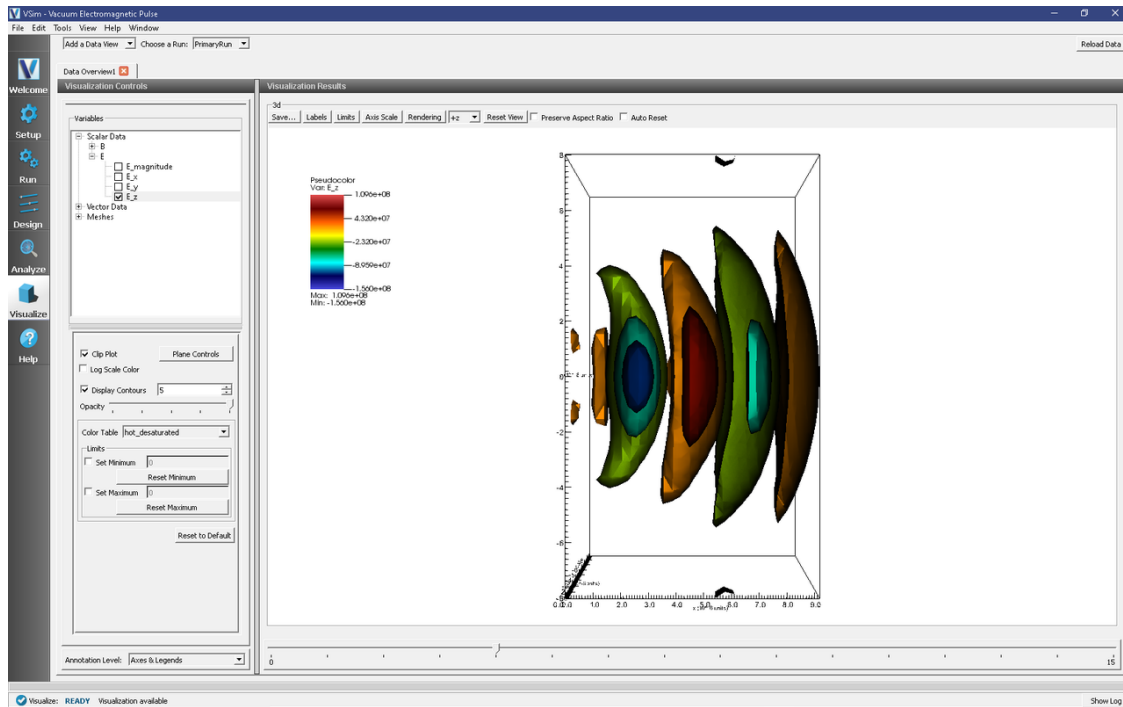 VSim - Vacuum Electromagnetic Pulse
File Edit Tools View Help Window
Add a Data View Choose a Run: PrimaryRun Reload Data
Data Overview1
Welcome
Setup
Run
Design
Analyze
Visualize
Help
Visualization Controls
Variables
Scalar Data
B
E
E_magnitude
E_x
E_y
E_z
Vector Data
Meshes
Clip Plot Plane Controls
Log Scale Color
Display Contours 5
Opacity
Color Table hot_desaturated
Limits
Set Minimum 0
Reset Minimum
Set Maximum 0
Reset Maximum
Reset to Default
Annotation Level: Axes & Legends
Visualization Results
3d
Save... Labels Limits Axis Scale Rendering +z Reset View Preserve Aspect Ratio Auto Reset
Pseudocolor
Var: E_z
1.096e+08
4.320e+07
-2.320e+07
-8.959e+07
-1.560e+08
Max: 1.096e+08
Min: -1.560e+08
8
6
4
2
0
-2
-4
-6
1.0 2.0 3.0 4.0 5.0 6.0 7.0 8.0 9.0
0 15
Visualize: READY Visualization available Show Log